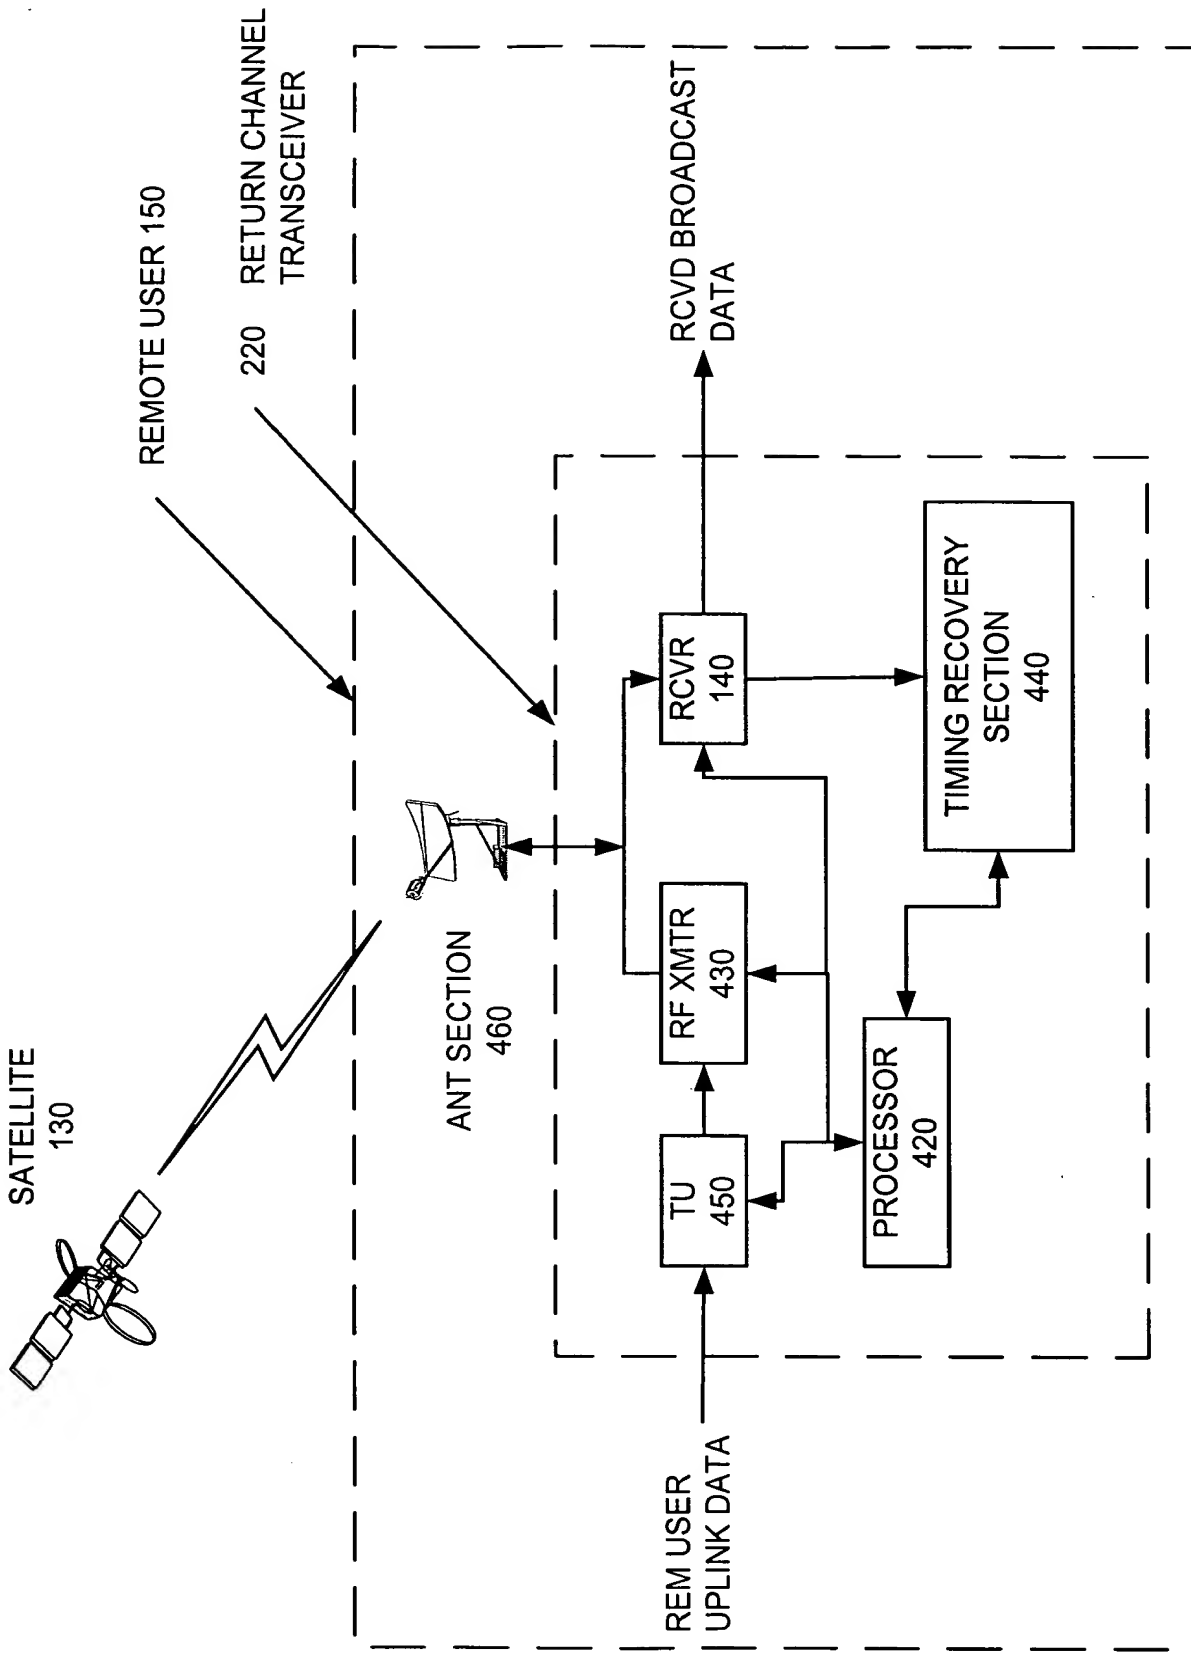 SATELLITE
130
REMOTE USER 150
220 RETURN CHANNEL
TRANSCEIVER
ANT SECTION
460
REM USER
UPLINK DATA
TU
450
RF XMTR
430
RCVR
140
RCVD BROADCAST
DATA
PROCESSOR
420
TIMING RECOVERY
SECTION
440